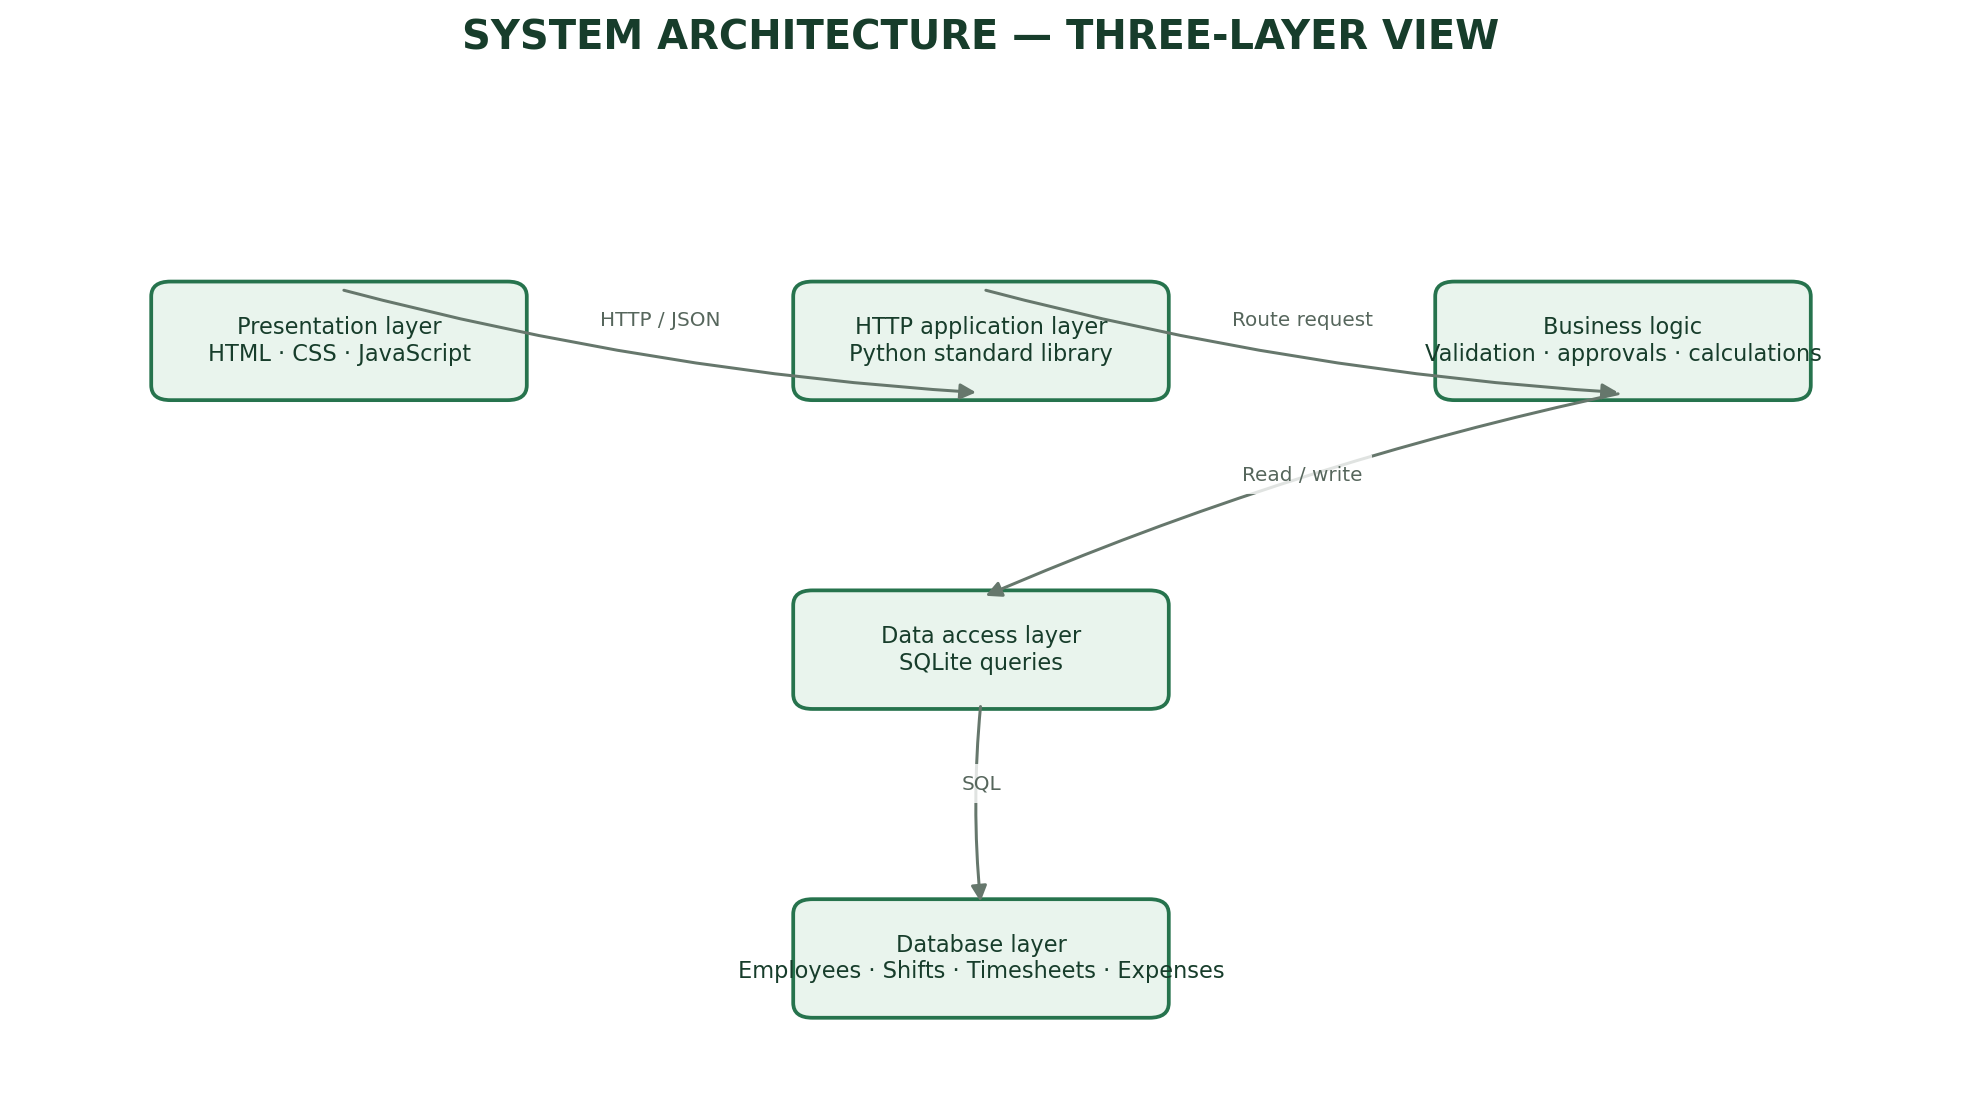 SYSTEM ARCHITECTURE — THREE-LAYER VIEW
Presentation layer
HTML · CSS · JavaScript
HTTP / JSON
HTTP application layer
Python standard library
Route request
Business logic
Validation · approvals · calculations
Read / write
Data access layer
SQLite queries
SQL
Database layer
Employees · Shifts · Timesheets · Expenses